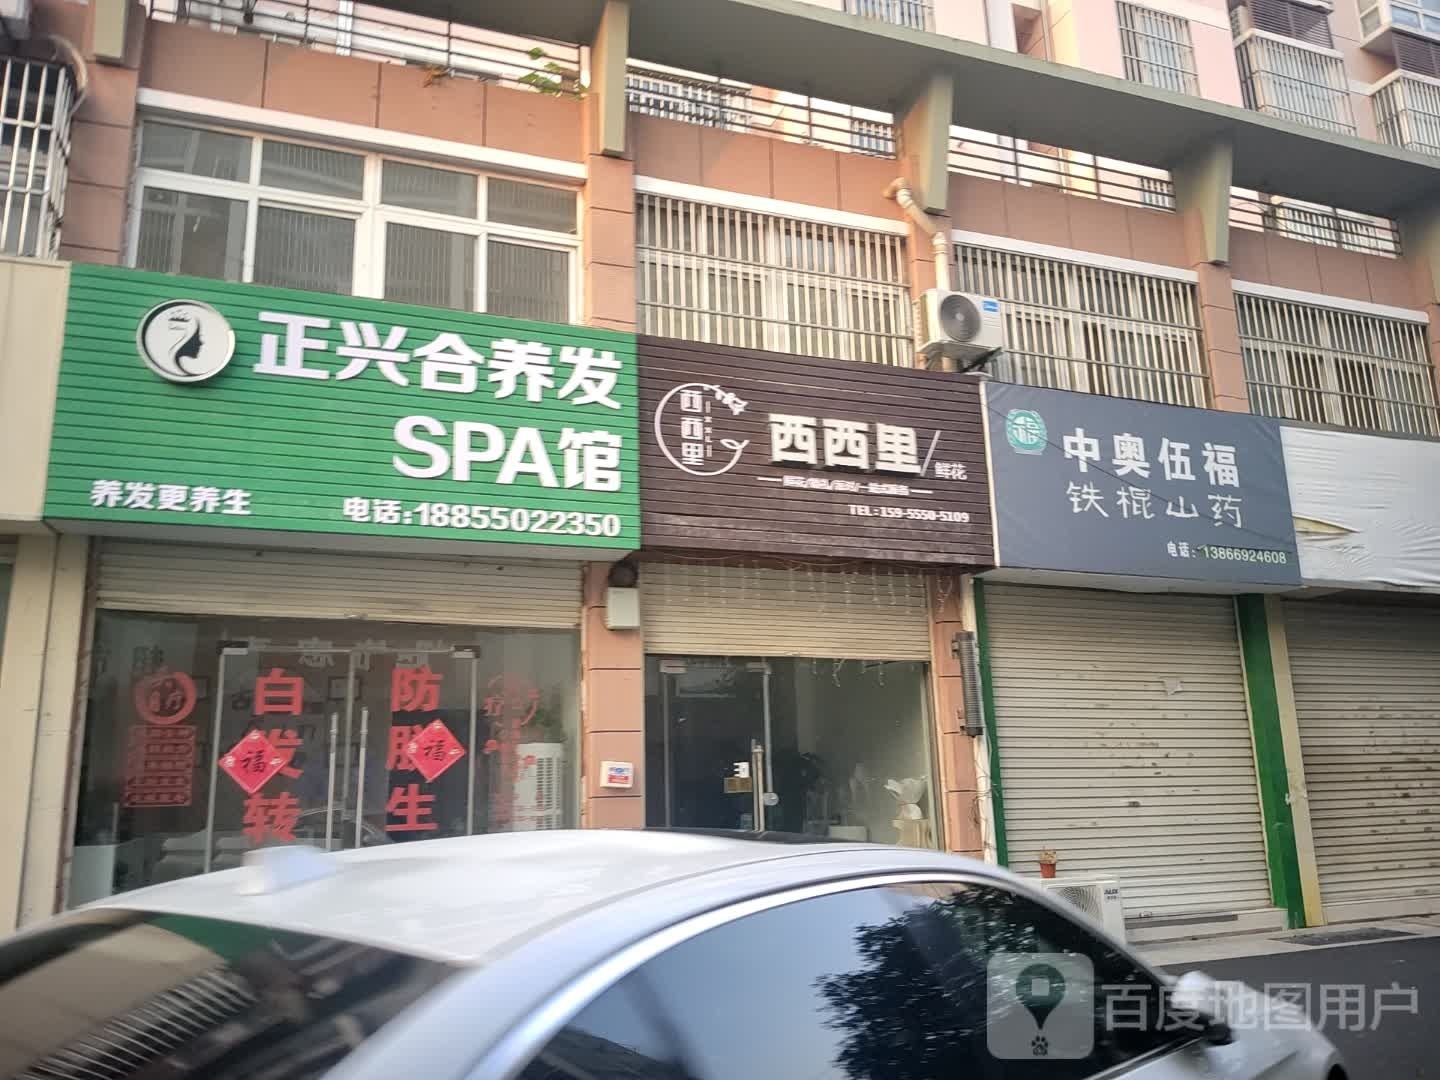 正兴合养发
SPA馆
养发更养生
电话:18855022350
西西里
西西里/鲜花
TEL:159-5550-5109
福
中奥伍福
铁棍山药
电话:13866924608
白发转
防脱生
福
福
百度地图用户